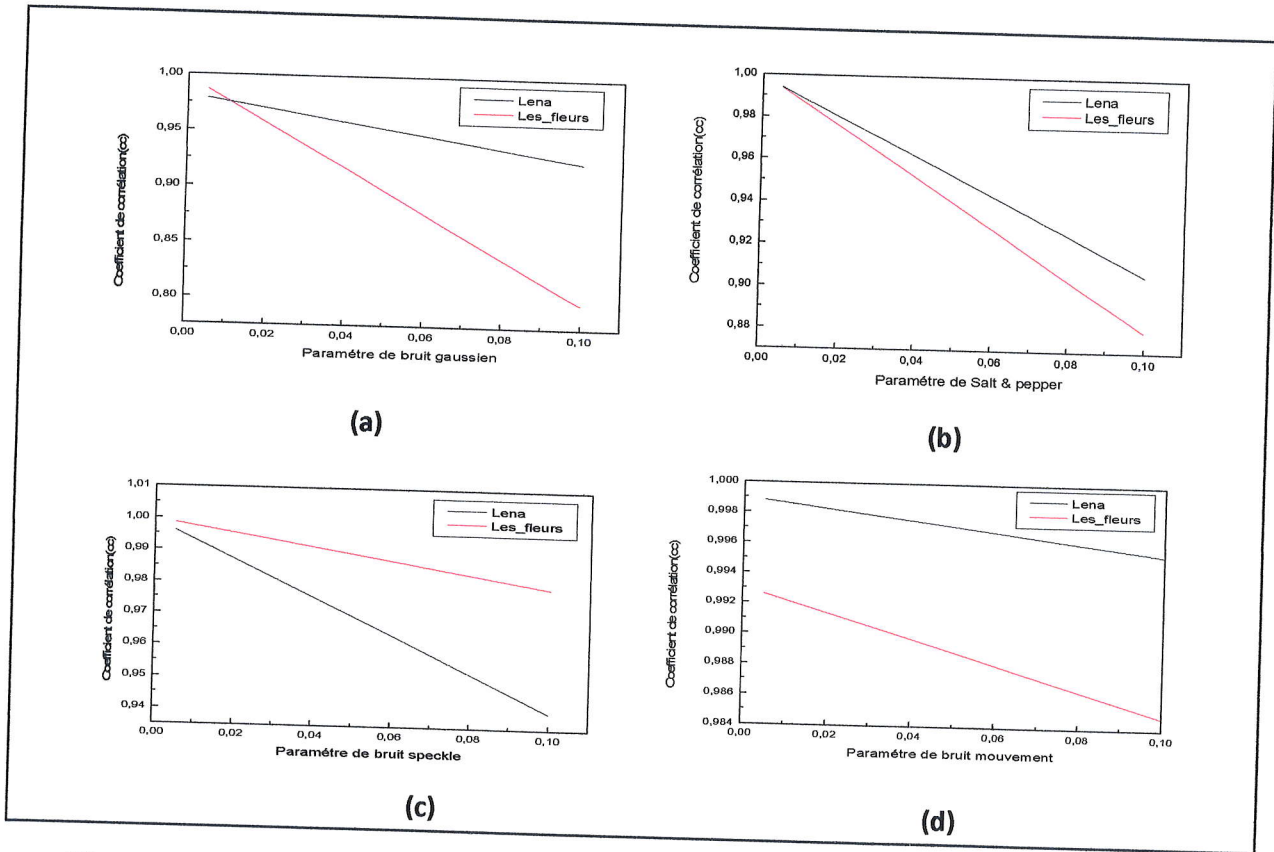 1,00
0,95
0,90
0,85
0,80
0,00 0,02 0,04 0,06 0,08 0,10
Coefficient de corrélation(cc)
Paramétre de bruit gaussien
Lena
Les_fleurs
(a)
1,00
0,98
0,96
0,94
0,92
0,90
0,88
0,00 0,02 0,04 0,06 0,08 0,10
Coefficient de corrélation(cc)
Paramétre de Salt & pepper
Lena
Les_fleurs
(b)
1,01
1,00
0,99
0,98
0,97
0,96
0,95
0,94
0,00 0,02 0,04 0,06 0,08 0,10
Coefficient de corrélation(cc)
Paramétre de bruit speckle
Lena
Les_fleurs
(c)
1,000
0,998
0,996
0,994
0,992
0,990
0,988
0,986
0,984
0,00 0,02 0,04 0,06 0,08 0,10
Coefficient de corrélation(cc)
Paramétre de bruit mouvement
Lena
Les_fleurs
(d)